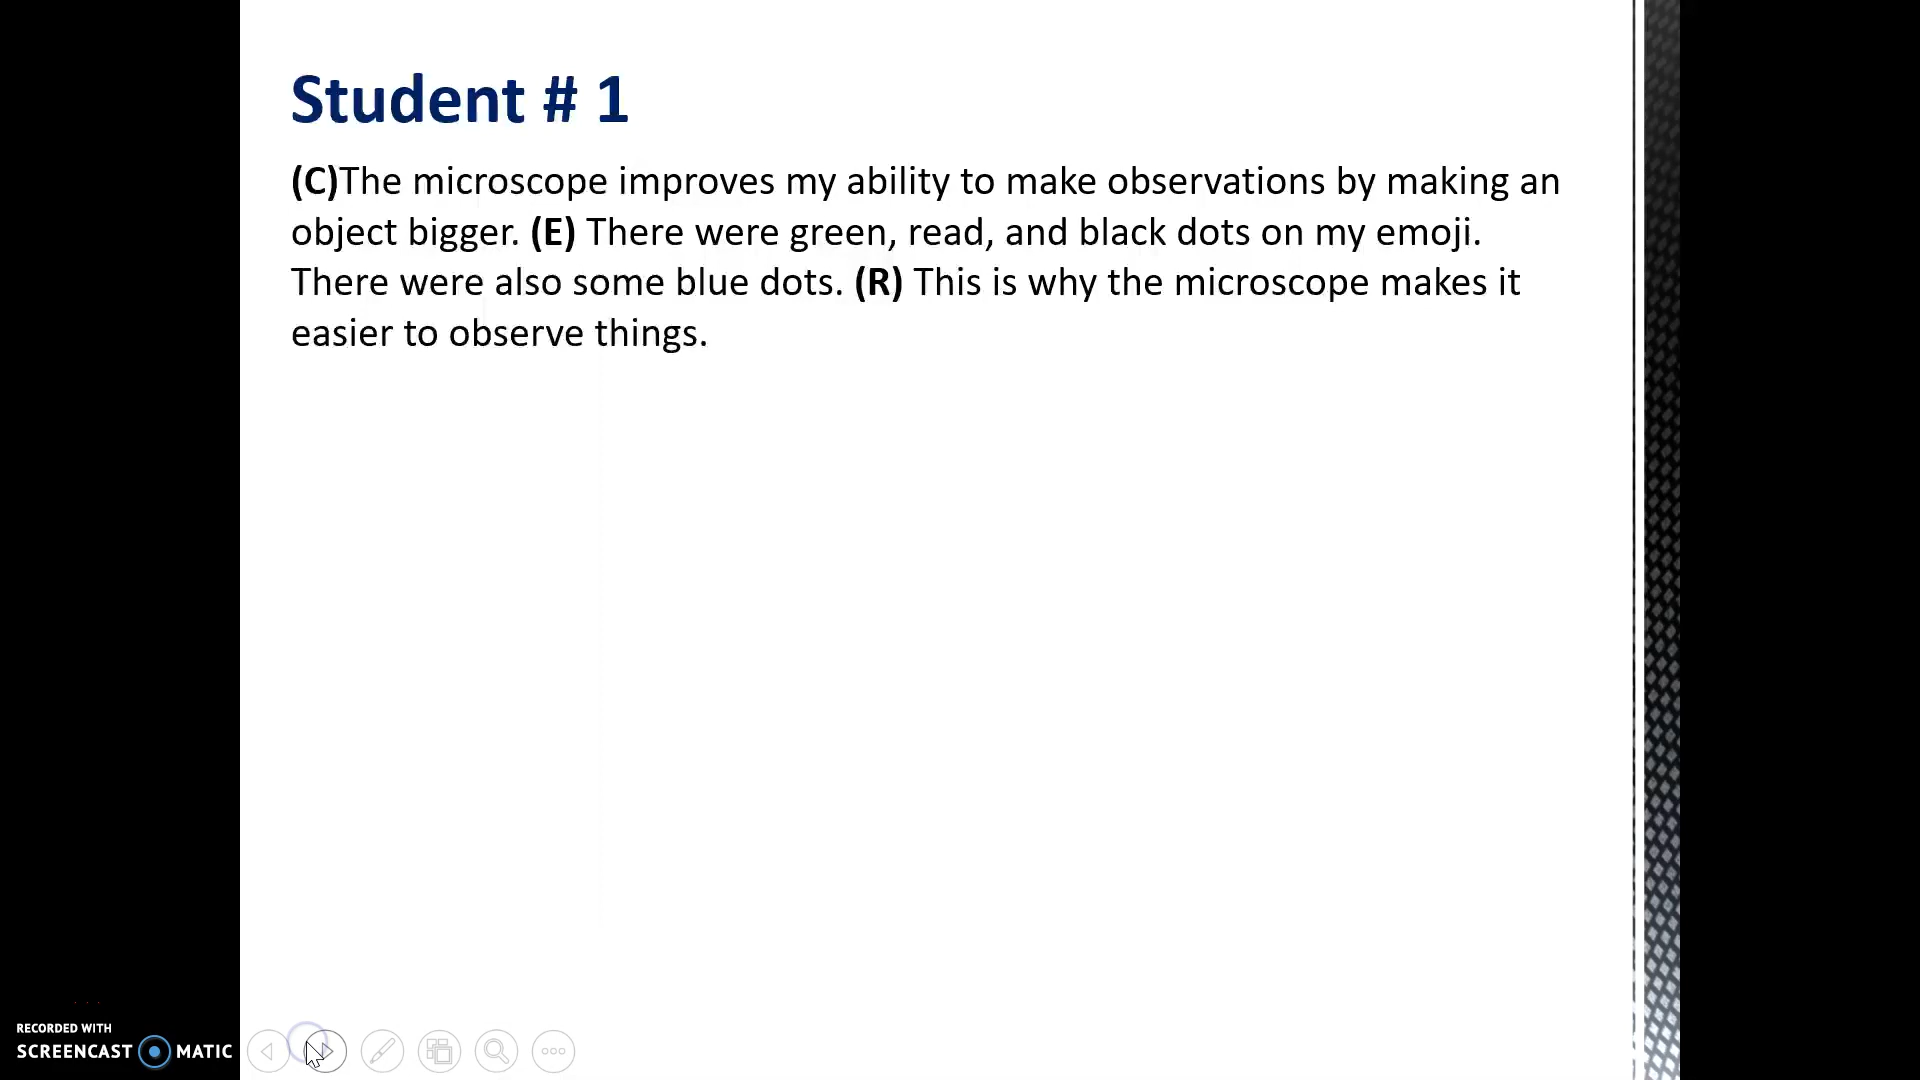 Student # 1
(C)The microscope improves my ability to make observations by making an
object bigger. (E) There were green, read, and black dots on my emoji.
There were also some blue dots. (R) This is why the microscope makes it
easier to observe things.
RECORDED WITH
SCREENCAST MATIC